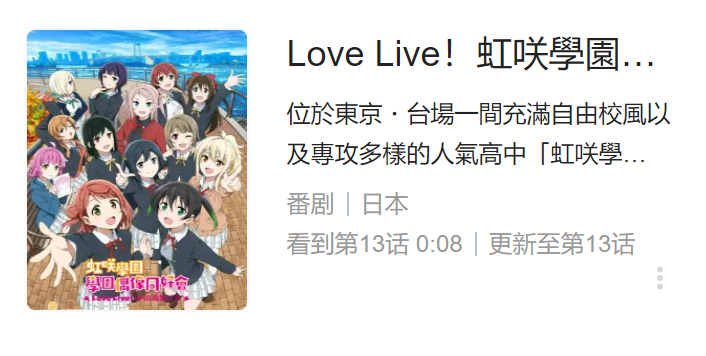 Love Live！虹咲學園…
位於東京・台場一間充滿自由校風以
及專攻多樣的人氣高中「虹咲學…
番剧｜日本
看到第13话 0:08｜更新至第13话
虹咲學園
學園偶像同好會
Love Live!